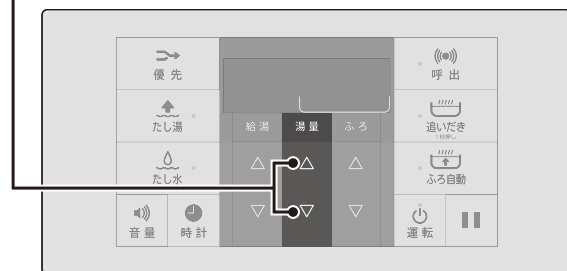 優先
呼出
たし湯
追いだき
給湯
湯量
ふろ
たし水
ふろ自動
音量
時計
運転